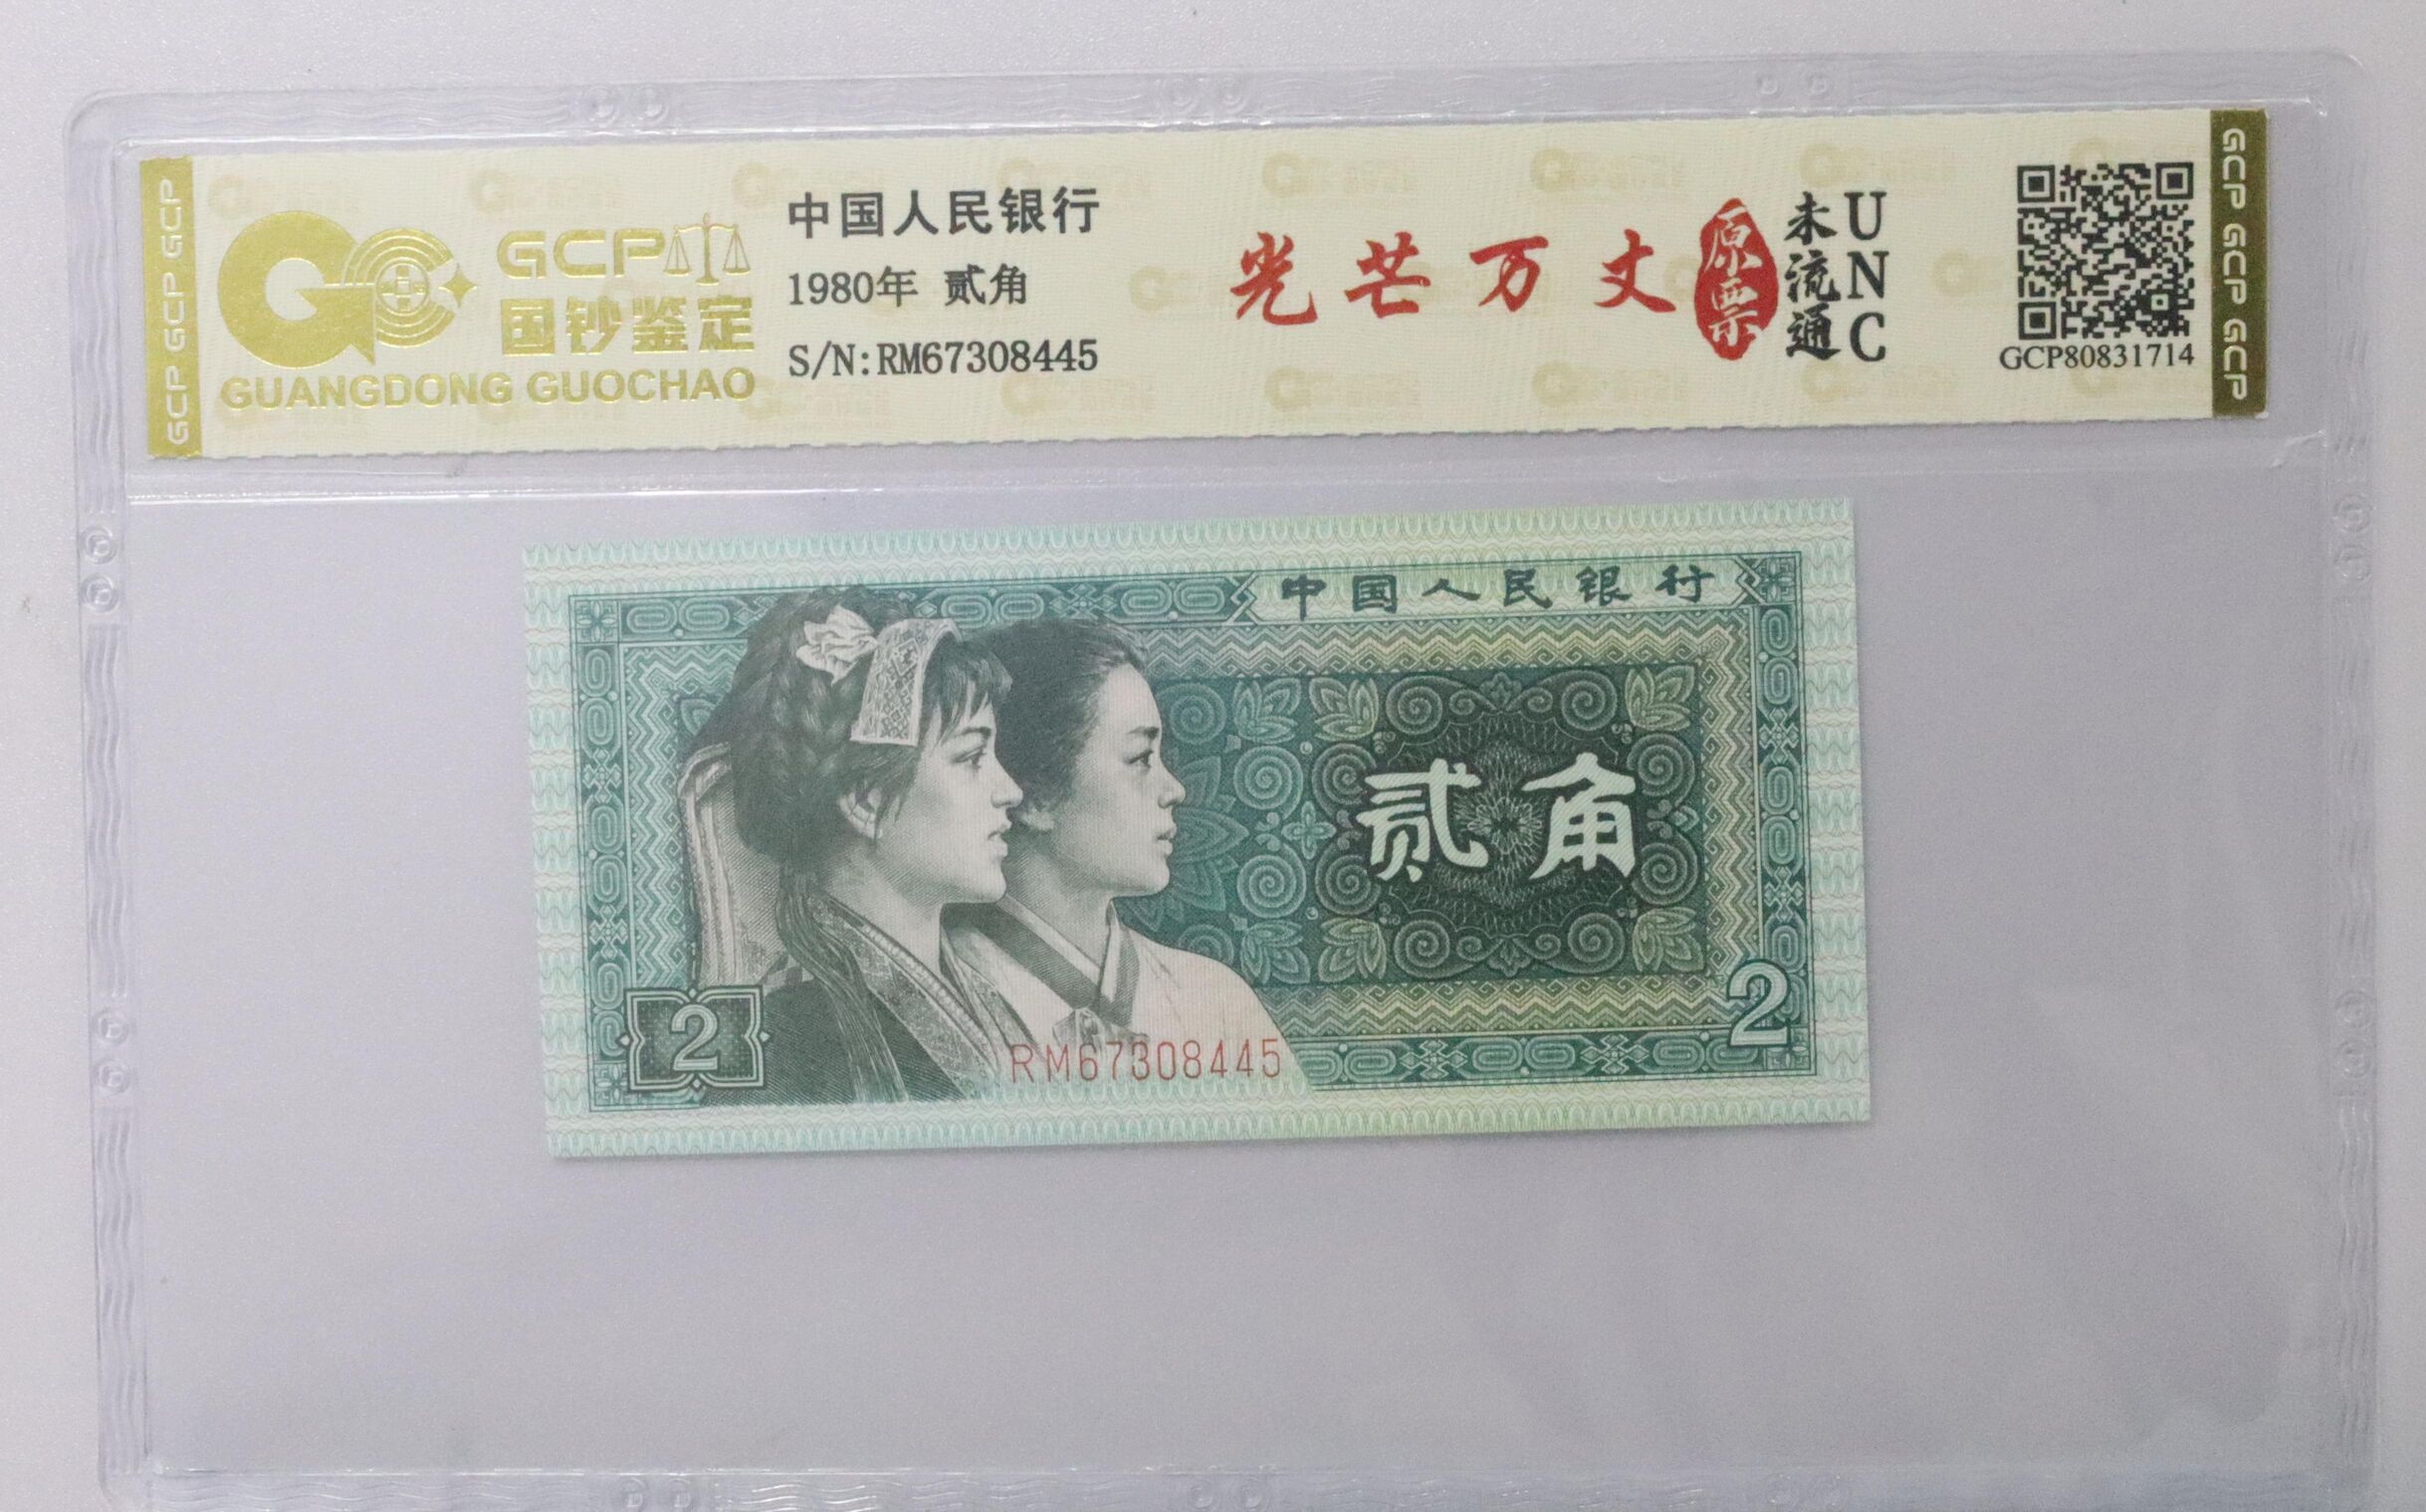 GCP GCP GCP
GCP
国钞鉴定
GUANGDONG GUOCHAO
中国人民银行
1980年 贰角
S/N:RM67308445
光芒万丈
原票
未流通
UNC
GCP80831714
GCP GCP GCP
中国人民银行
贰角
2
2
RM67308445